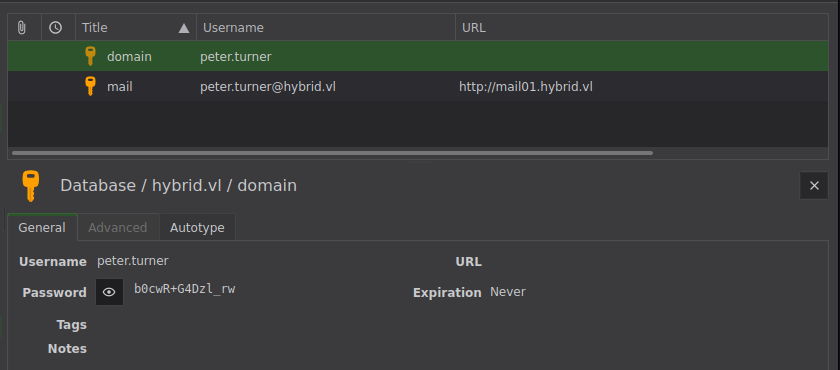 Title Username URL
domain peter.turner
mail peter.turner@hybrid.vl http://mail01.hybrid.vl
Database / hybrid.vl / domain
General Advanced Autotype
Username peter.turner URL
Password b0cwR+G4Dzl_rw Expiration Never
Tags
Notes